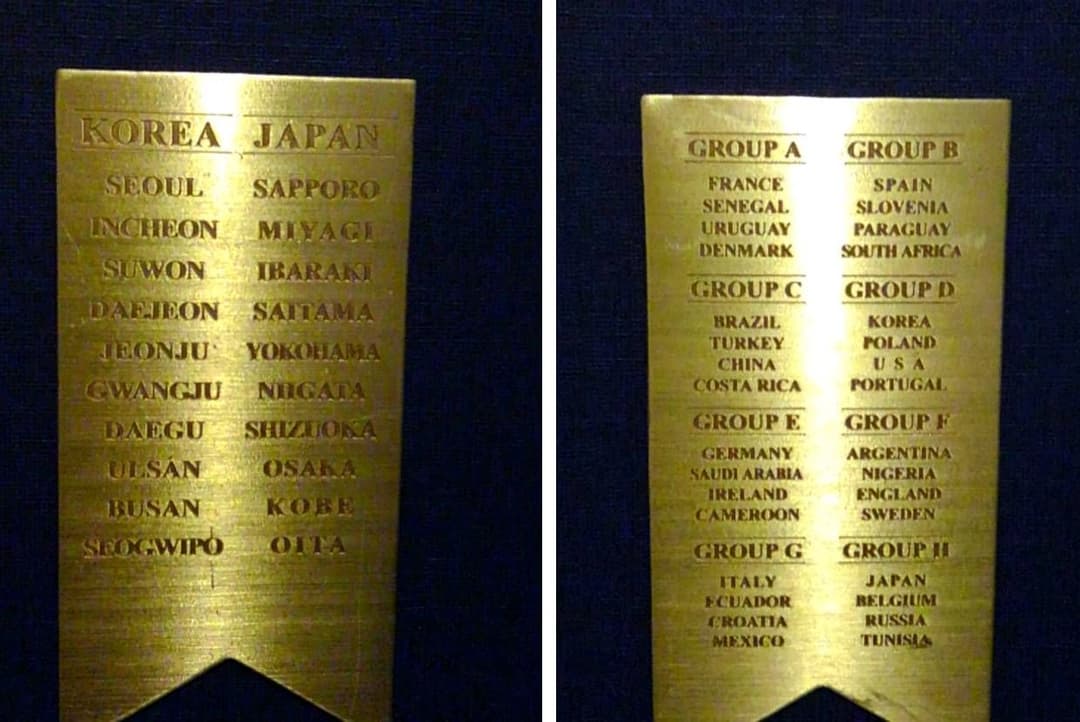 KOREA JAPAN
SEOUL SAPPORO
INCHEON MIYAGI
SUWON IBARAKI
DAEJEON SAITAMA
JEONJU YOKOHAMA
GWANGJU NIIGATA
DAEGU SHIZUOKA
ULSAN OSAKA
BUSAN KOBE
SEOGWIPO OITA
GROUP A GROUP B
FRANCE SPAIN
SENEGAL SLOVENIA
URUGUAY PARAGUAY
DENMARK SOUTH AFRICA
GROUP C GROUP D
BRAZIL KOREA
TURKEY POLAND
CHINA U S A
COSTA RICA PORTUGAL
GROUP E GROUP F
GERMANY ARGENTINA
SAUDI ARABIA NIGERIA
IRELAND ENGLAND
CAMEROON SWEDEN
GROUP G GROUP H
ITALY JAPAN
ECUADOR BELGIUM
CROATIA RUSSIA
MEXICO TUNISIA